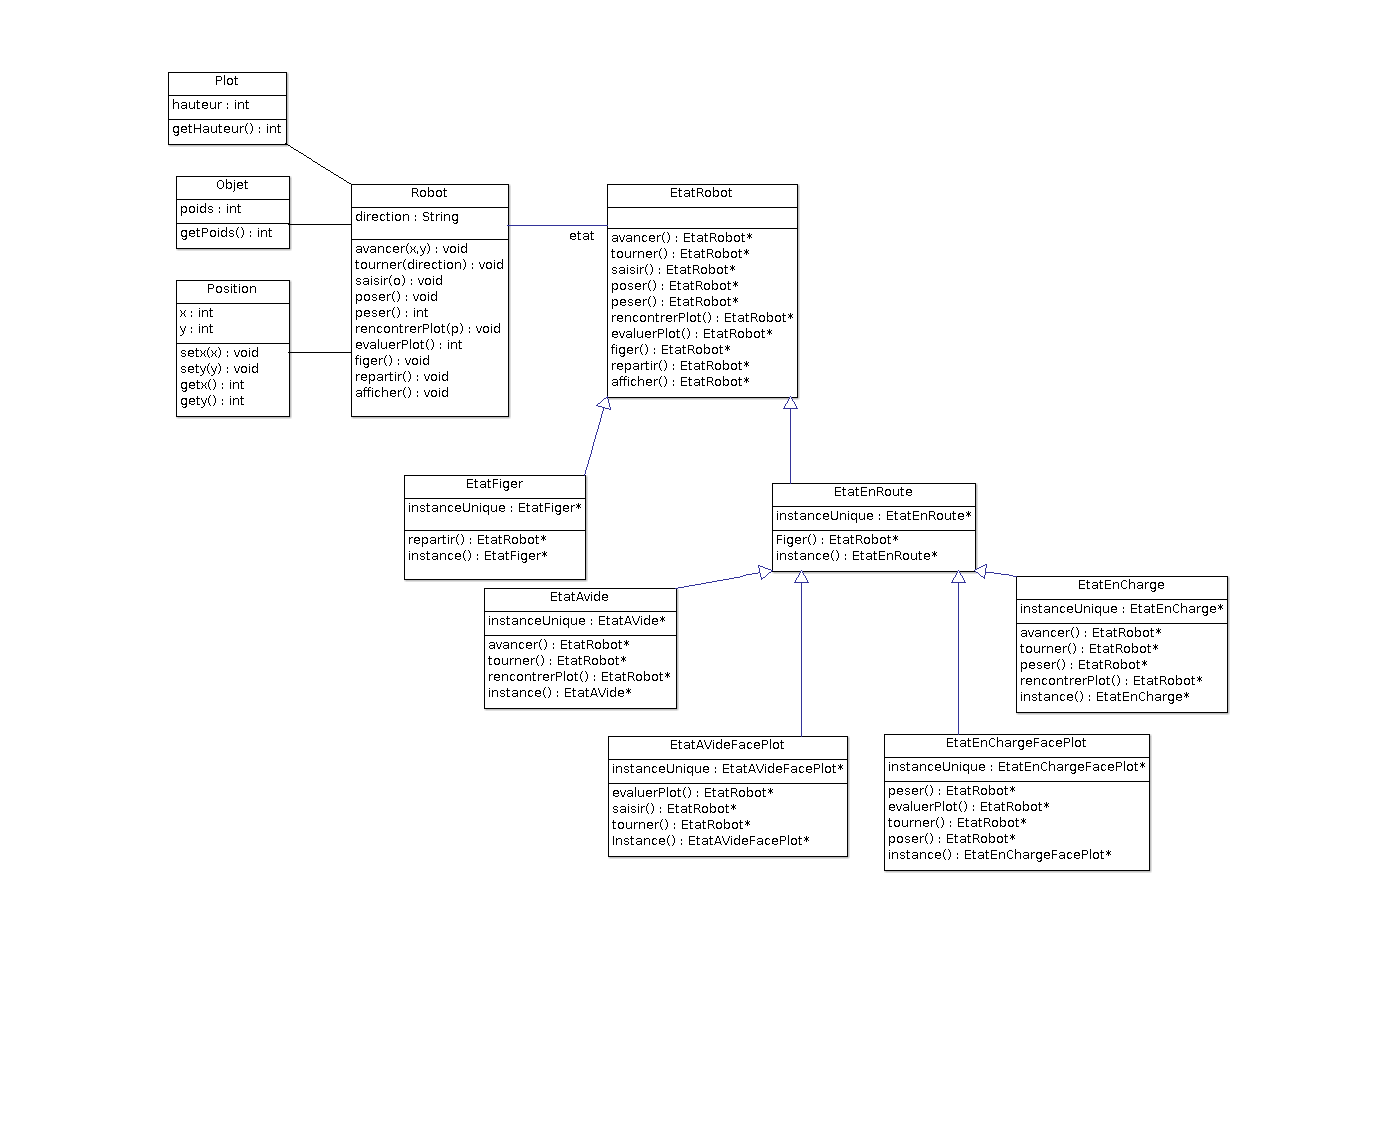 Plot
hauteur : int
getHauteur() : int
Objet
poids : int
getPoids() : int
Position
x : int
y : int
setx(x) : void
sety(y) : void
getx() : int
gety() : int
Robot
direction : String
avancer(x,y) : void
tourner(direction) : void
saisir(o) : void
poser() : void
peser() : int
rencontrerPlot(p) : void
evaluerPlot() : int
figer() : void
repartir() : void
afficher() : void
etat
EtatRobot
avancer() : EtatRobot*
tourner() : EtatRobot*
saisir() : EtatRobot*
poser() : EtatRobot*
peser() : EtatRobot*
rencontrerPlot() : EtatRobot*
evaluerPlot() : EtatRobot*
figer() : EtatRobot*
repartir() : EtatRobot*
afficher() : EtatRobot*
EtatFiger
instanceUnique : EtatFiger*
repartir() : EtatRobot*
instance() : EtatFiger*
EtatEnRoute
instanceUnique : EtatEnRoute*
Figer() : EtatRobot*
instance() : EtatEnRoute*
EtatAvide
instanceUnique : EtatAVide*
avancer() : EtatRobot*
tourner() : EtatRobot*
rencontrerPlot() : EtatRobot*
instance() : EtatAVide*
EtatEnCharge
instanceUnique : EtatEnCharge*
avancer() : EtatRobot*
tourner() : EtatRobot*
peser() : EtatRobot*
rencontrerPlot() : EtatRobot*
instance() : EtatEnCharge*
EtatAVideFacePlot
instanceUnique : EtatAVideFacePlot*
evaluerPlot() : EtatRobot*
saisir() : EtatRobot*
tourner() : EtatRobot*
Instance() : EtatAVideFacePlot*
EtatEnChargeFacePlot
instanceUnique : EtatEnChargeFacePlot*
peser() : EtatRobot*
evaluerPlot() : EtatRobot*
tourner() : EtatRobot*
poser() : EtatRobot*
instance() : EtatEnChargeFacePlot*